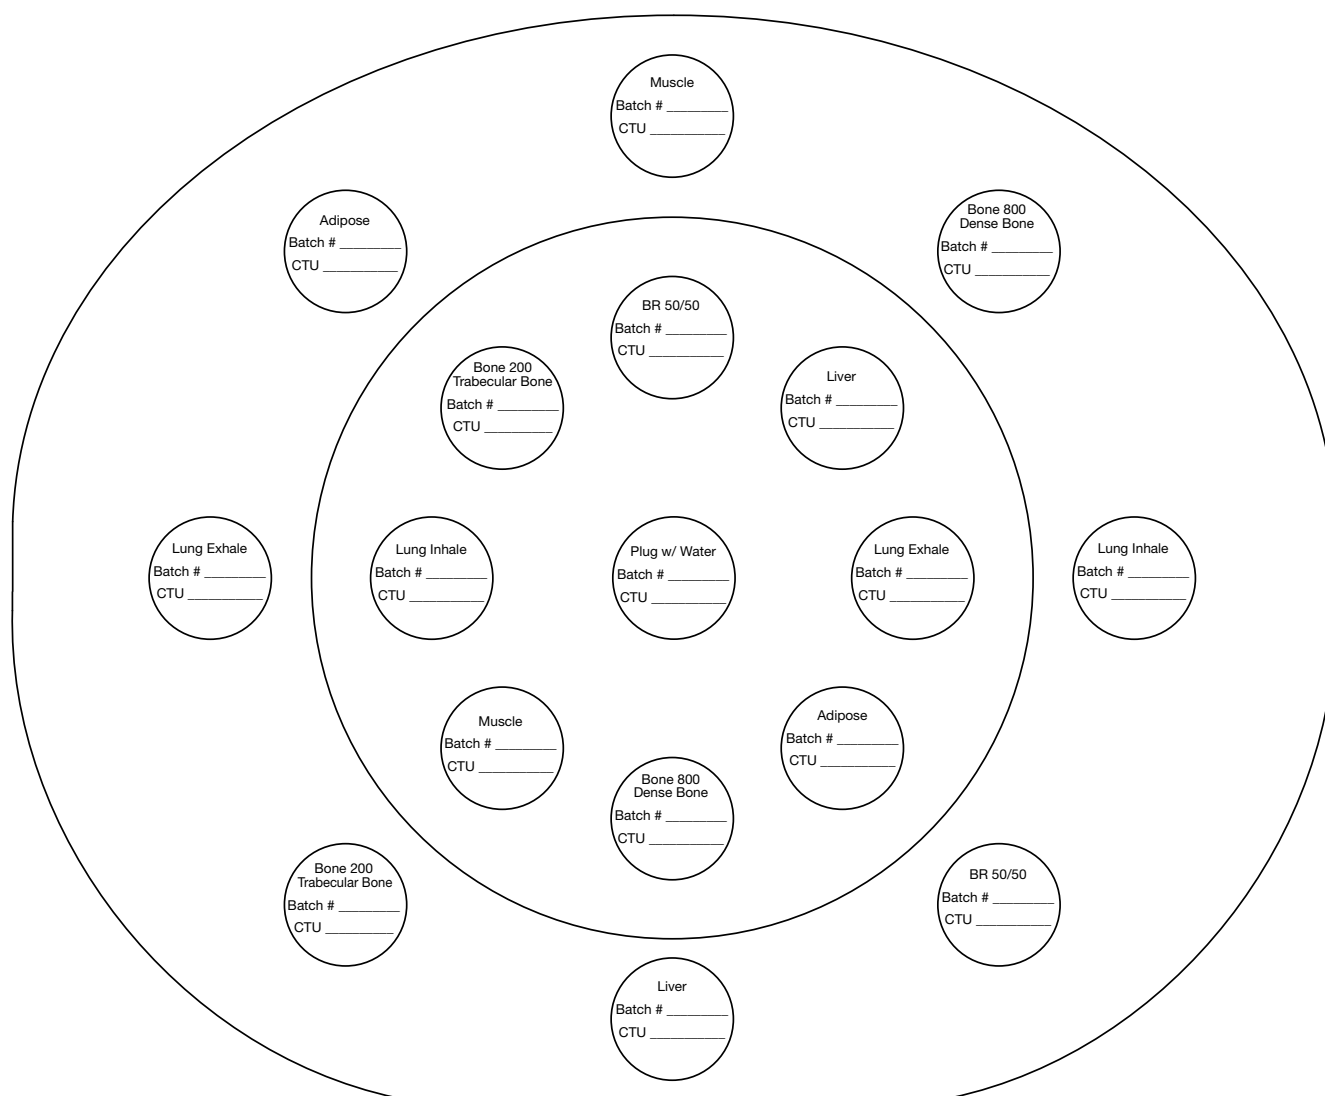 Muscle
Batch # ________
CTU __________
Adipose
Batch # ________
CTU __________
Bone 800
Dense Bone
Batch # ________
CTU __________
BR 50/50
Batch # ________
CTU __________
Bone 200
Trabecular Bone
Batch # ________
CTU _________
Liver
Batch # ________
CTU __________
Lung Exhale
Batch # ________
CTU __________
Lung Inhale
Batch # ________
CTU __________
Plug w/ Water
Batch # ________
CTU __________
Lung Exhale
Batch # ________
CTU __________
Lung Inhale
Batch # ________
CTU __________
Muscle
Batch # ________
CTU __________
Adipose
Batch # ________
CTU __________
Bone 800
Dense Bone
Batch # ________
CTU __________
Bone 200
Trabecular Bone
Batch # ________
CTU _________
BR 50/50
Batch # ________
CTU __________
Liver
Batch # ________
CTU __________